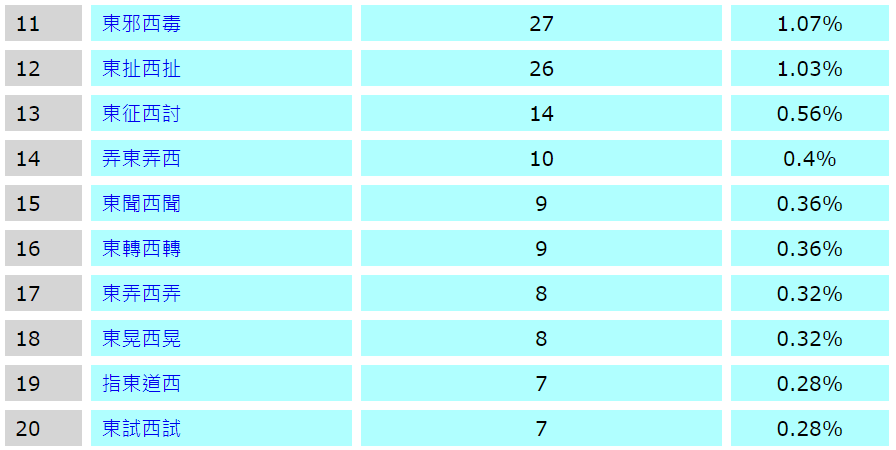 11 東邪西毒 27 1.07%
12 東扯西扯 26 1.03%
13 東征西討 14 0.56%
14 弄東弄西 10 0.4%
15 東聞西聞 9 0.36%
16 東轉西轉 9 0.36%
17 東弄西弄 8 0.32%
18 東晃西晃 8 0.32%
19 指東道西 7 0.28%
20 東試西試 7 0.28%